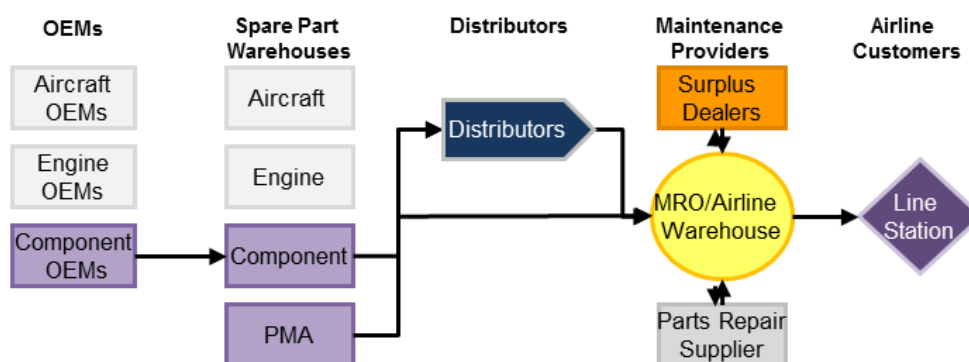 OEMs
Spare Part
Warehouses
Distributors
Maintenance
Providers
Airline
Customers
Aircraft
OEMs
Aircraft
Surplus
Dealers
Distributors
Engine
OEMs
Engine
MRO/Airline
Warehouse
Line
Station
Component
OEMs
Component
PMA
Parts Repair
Supplier